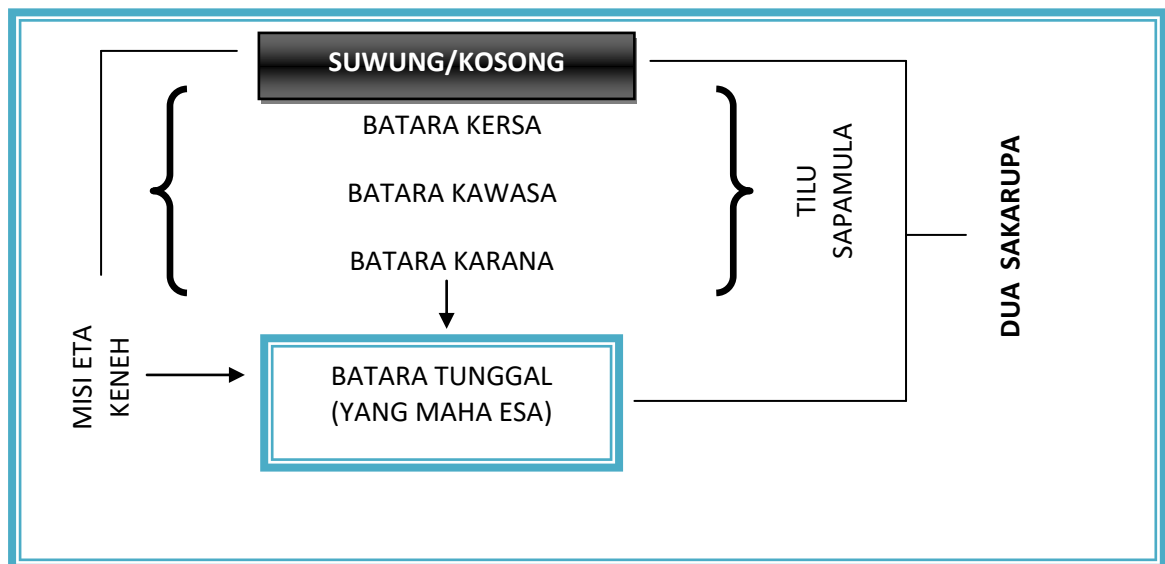 SUWUNG/KOSONG
BATARA KERSA
BATARA KAWASA
BATARA KARANA
TILU
SAPAMULA
DUA SAKARUPA
MISI ETA
KENEH
BATARA TUNGGAL
(YANG MAHA ESA)